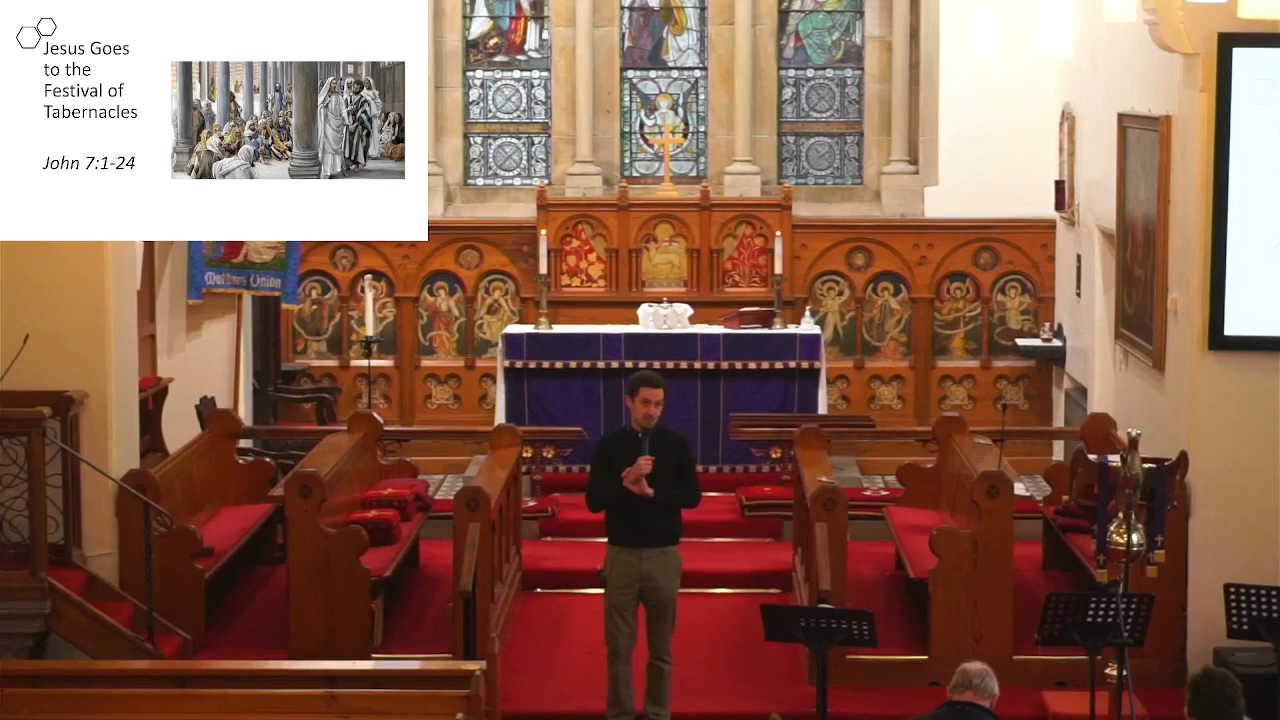 Jesus Goes
to the
Festival of
Tabernacles
John 7:1-24
Mothers Union